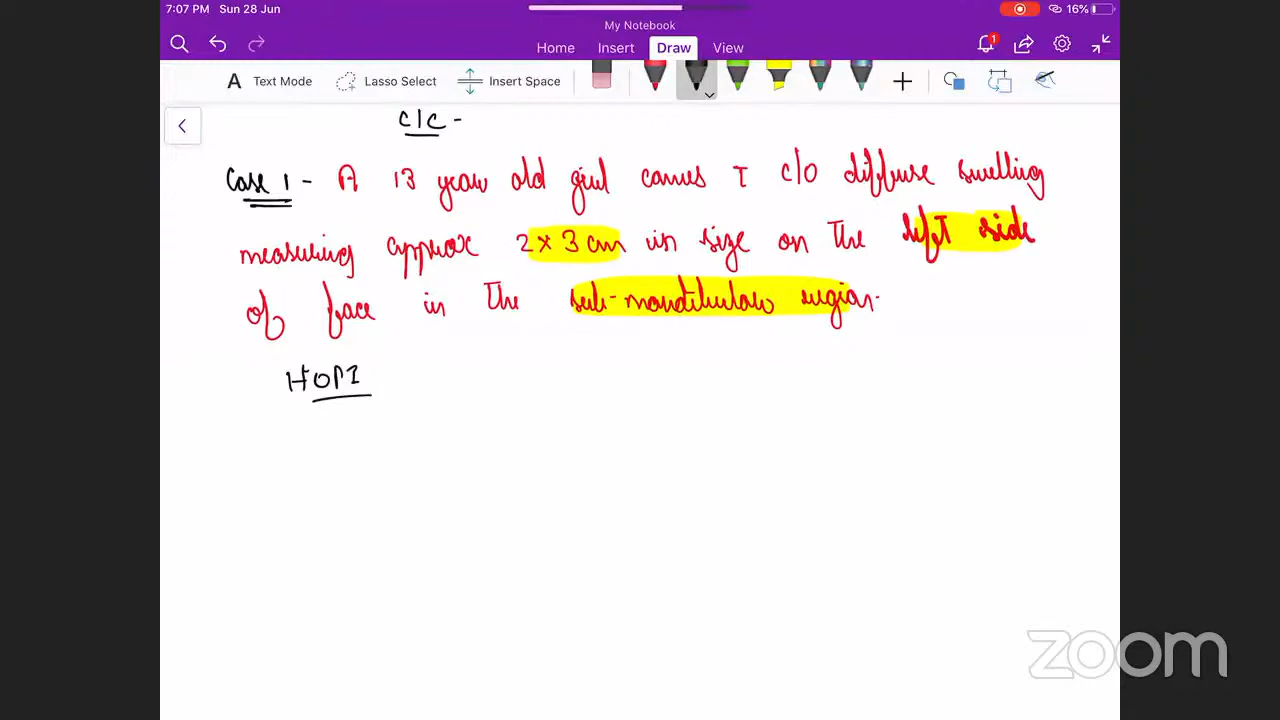 7:07 PM Sun 28 Jun 16%
My Notebook
Home Insert Draw View
1
A Text Mode Lasso Select Insert Space
C/C -
Case 1 - A 13 year old girl comes c̄ c/o diffuse swelling
measuring approx 2 × 3 cm in size on the left side
of face in the sub-mandibular region.
HOPI
zoom